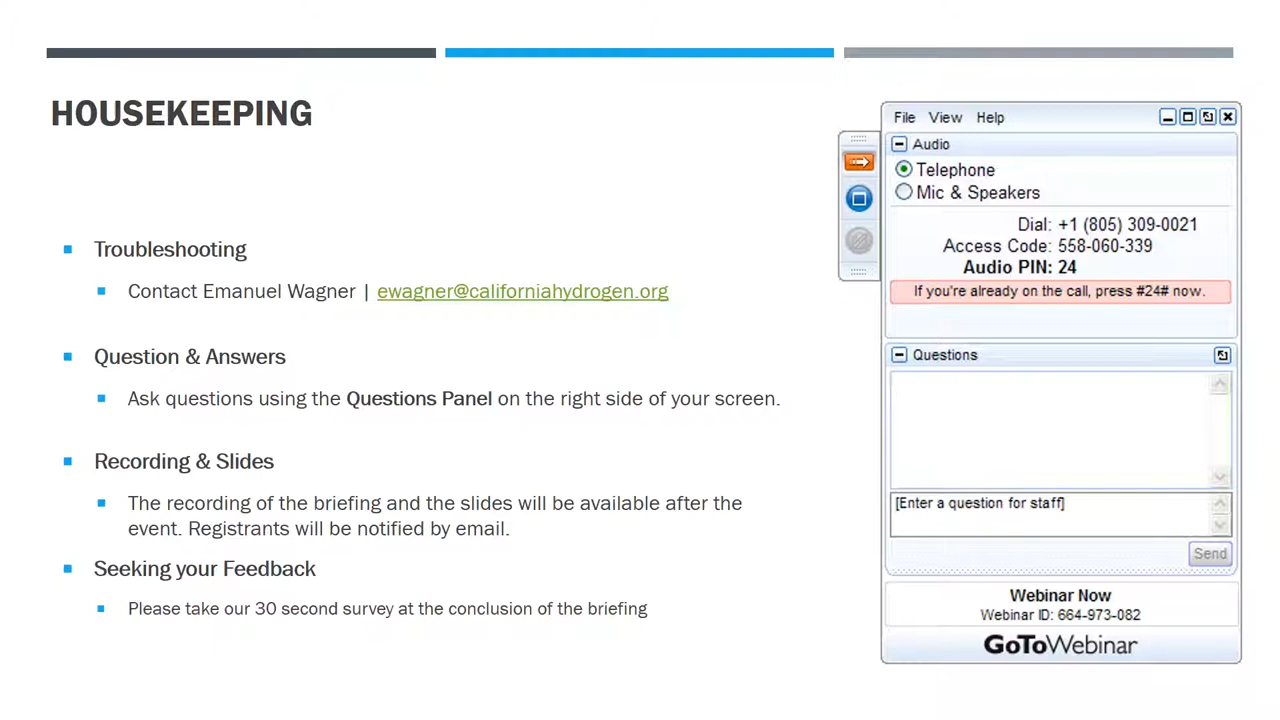 HOUSEKEEPING
Troubleshooting
Contact Emanuel Wagner | ewagner@californiahydrogen.org
Question & Answers
Ask questions using the Questions Panel on the right side of your screen.
Recording & Slides
The recording of the briefing and the slides will be available after the
event. Registrants will be notified by email.
Seeking your Feedback
Please take our 30 second survey at the conclusion of the briefing
File View Help
Audio
Telephone
Mic & Speakers
Dial: +1 (805) 309-0021
Access Code: 558-060-339
Audio PIN: 24
If you're already on the call, press #24# now.
Questions
[Enter a question for staff]
Send
Webinar Now
Webinar ID: 664-973-082
GoToWebinar